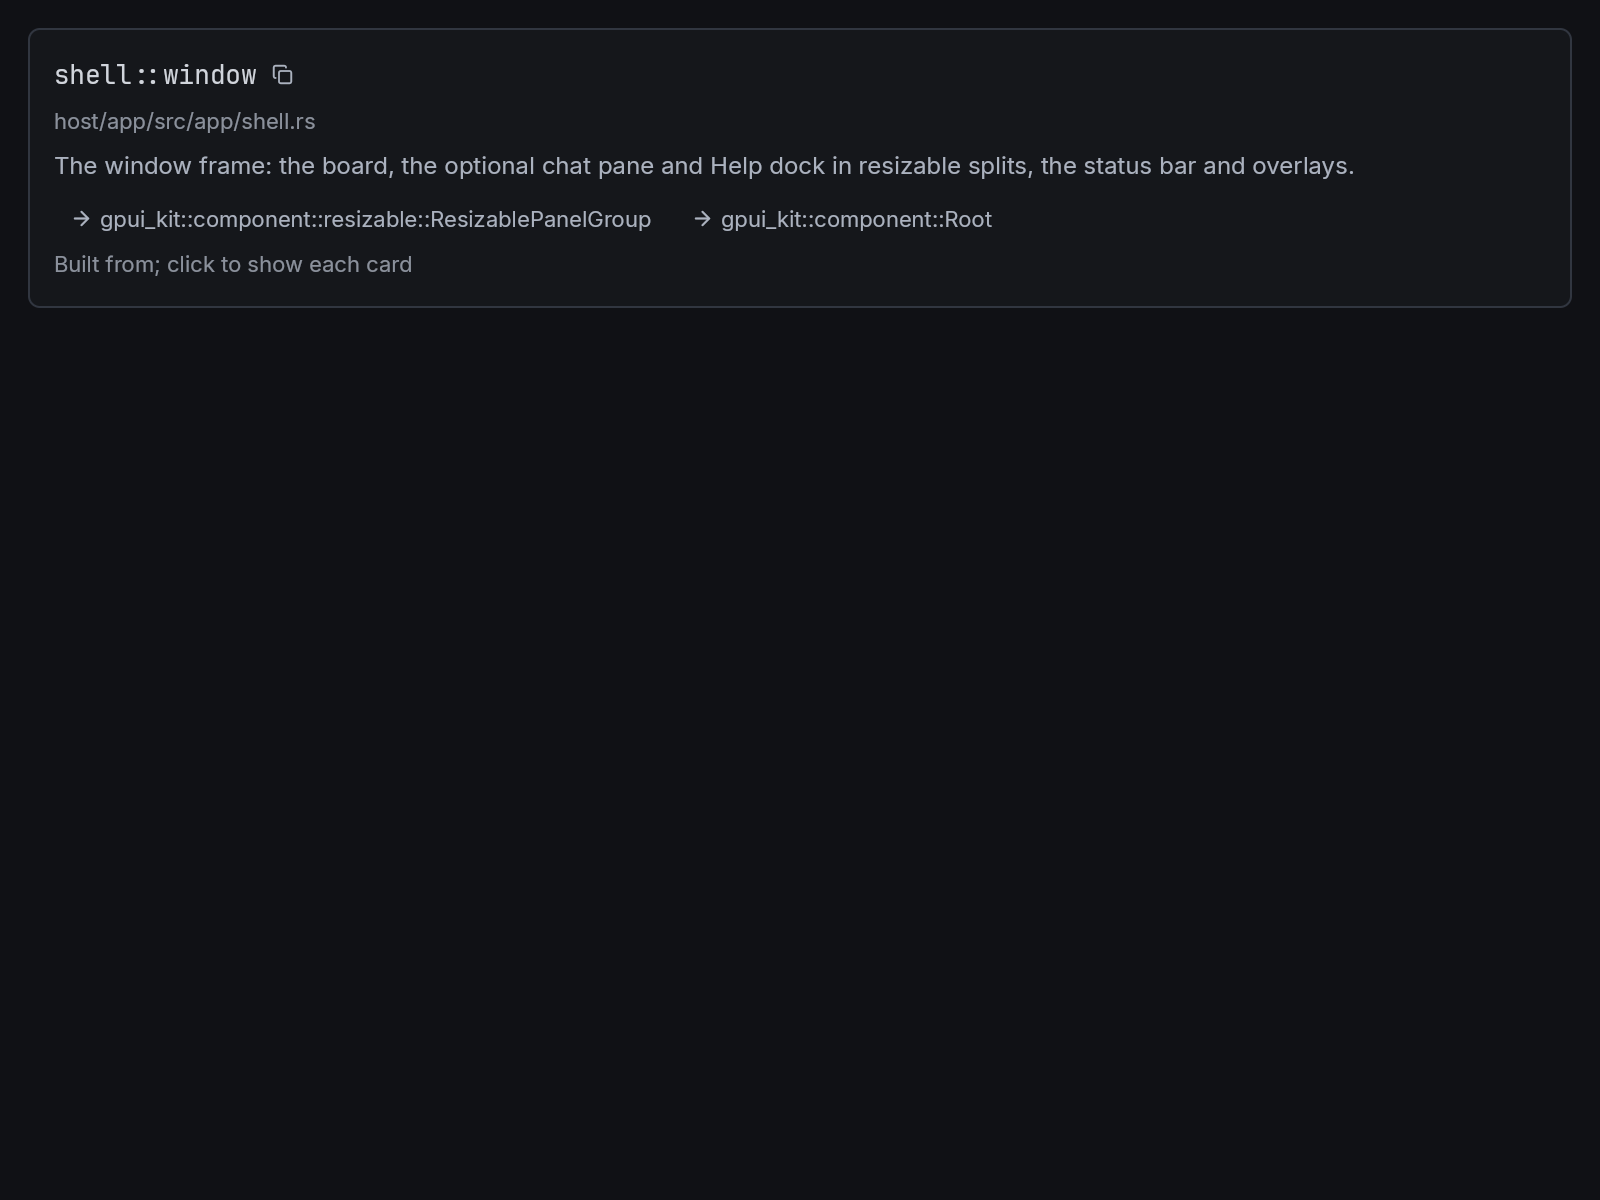 shell::window
host/app/src/app/shell.rs
The window frame: the board, the optional chat pane and Help dock in resizable splits, the status bar and overlays.
→ gpui_kit::component::resizable::ResizablePanelGroup → gpui_kit::component::Root
Built from; click to show each card